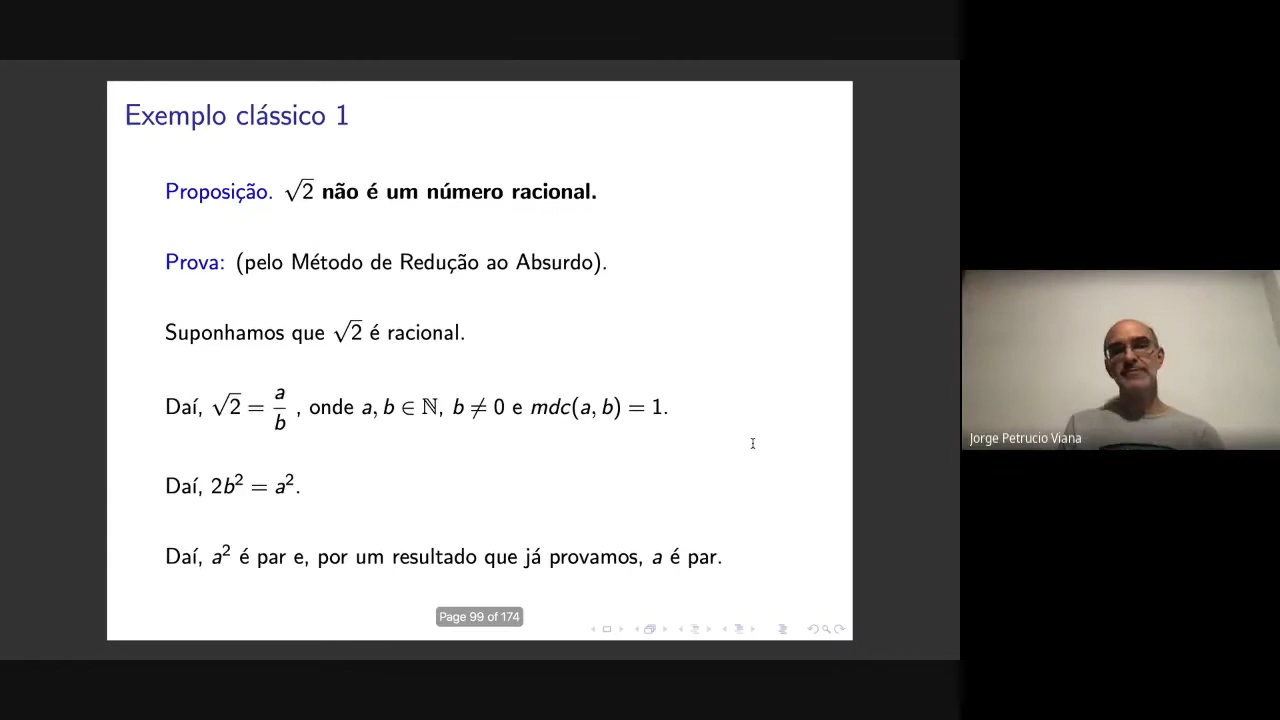 Exemplo clássico 1
Proposição. √2 não é um número racional.
Prova: (pelo Método de Redução ao Absurdo).
Suponhamos que √2 é racional.
Daí, √2 = a/b , onde a, b ∈ ℕ, b ≠ 0 e mdc(a, b) = 1.
Daí, 2b² = a².
Daí, a² é par e, por um resultado que já provamos, a é par.
Page 99 of 174
Jorge Petrucio Viana